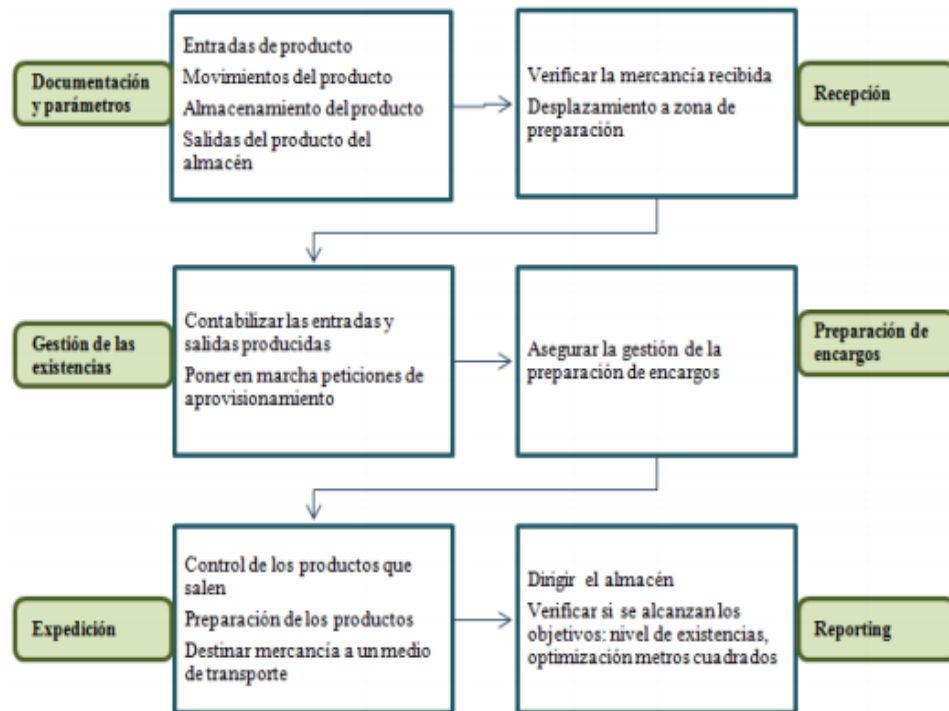 Documentación
y parámetros
Entradas de producto
Movimientos del producto
Almacenamiento del producto
Salidas del producto del
almacén
Verificar la mercancía recibida
Desplazamiento a zona de
preparación
Recepción
Gestión de las
existencias
Contabilizar las entradas y
salidas producidas
Poner en marcha peticiones de
aprovisionamiento
Asegurar la gestión de la
preparación de encargos
Preparación de
encargos
Expedición
Control de los productos que
salen
Preparación de los productos
Destinar mercancía a un medio
de transporte
Dirigir el almacén
Verificar si se alcanzan los
objetivos: nivel de existencias,
optimización metros cuadrados
Reporting